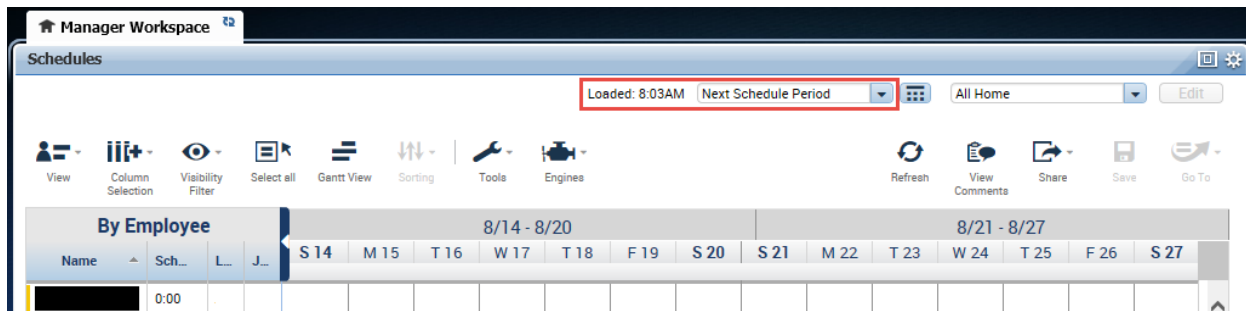 Manager Workspace
Schedules
Loaded: 8:03AM Next Schedule Period All Home Edit
View Column Selection Visibility Filter Select all Gantt View Sorting Tools Engines Refresh View Comments Share Save Go To
By Employee 8/14 - 8/20 8/21 - 8/27
Name Sch... L... J... S 14 M 15 T 16 W 17 T 18 F 19 S 20 S 21 M 22 T 23 W 24 T 25 F 26 S 27
0:00